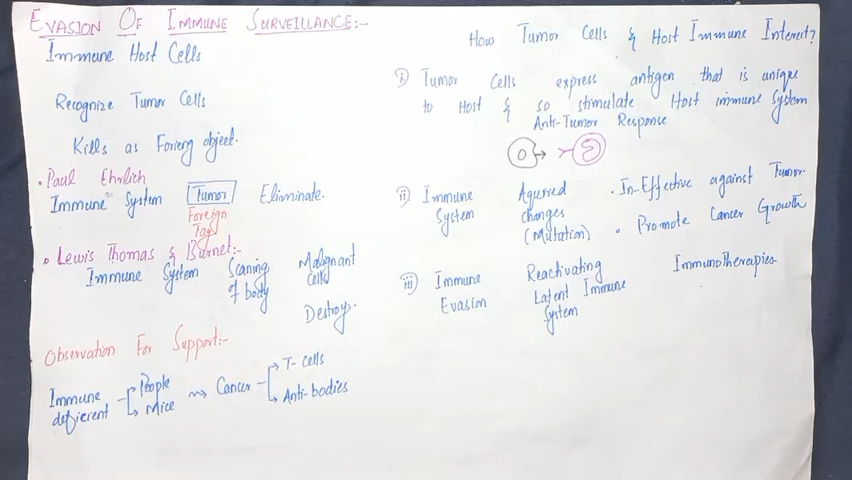 EVASION OF IMMUNE SURVEILLANCE:-
Immune Host Cells
Recognize Tumor Cells
Kills as Forieng object.
• Paul Ehrlich
Immune System Tumor Eliminate.
Foreign
Tag
• Lewis Thomas & Burnet:-
Immune System Scaning Malignant
of body Cells
Destroy.
Observation For Support:-
Immune deficient People Mice Cancer T-cells Anti-bodies
How Tumor Cells & Host Immune Interest?
i) Tumor Cells express antigen that is unique
to Host & so stimulate Host immune System
Anti-Tumor Response
ii) Immune Aqurred • In-Effective against Tumor.
System changes • Promote Cancer Growth
(Mutation)
iii) Immune Reactivating ImmunoTherapies.
Evasion Latent Immune
System